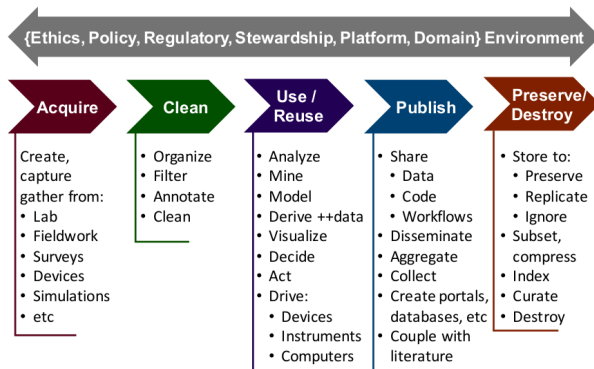 {Ethics, Policy, Regulatory, Stewardship, Platform, Domain} Environment
Acquire
Create,
capture
gather from:
• Lab
• Fieldwork
• Surveys
• Devices
• Simulations
• etc
Clean
• Organize
• Filter
• Annotate
• Clean
Use /
Reuse
• Analyze
• Mine
• Model
• Derive ++data
• Visualize
• Decide
• Act
• Drive:
• Devices
• Instruments
• Computers
Publish
• Share
• Data
• Code
• Workflows
• Disseminate
• Aggregate
• Collect
• Create portals,
databases, etc
• Couple with
literature
Preserve/
Destroy
• Store to:
• Preserve
• Replicate
• Ignore
• Subset,
compress
• Index
• Curate
• Destroy